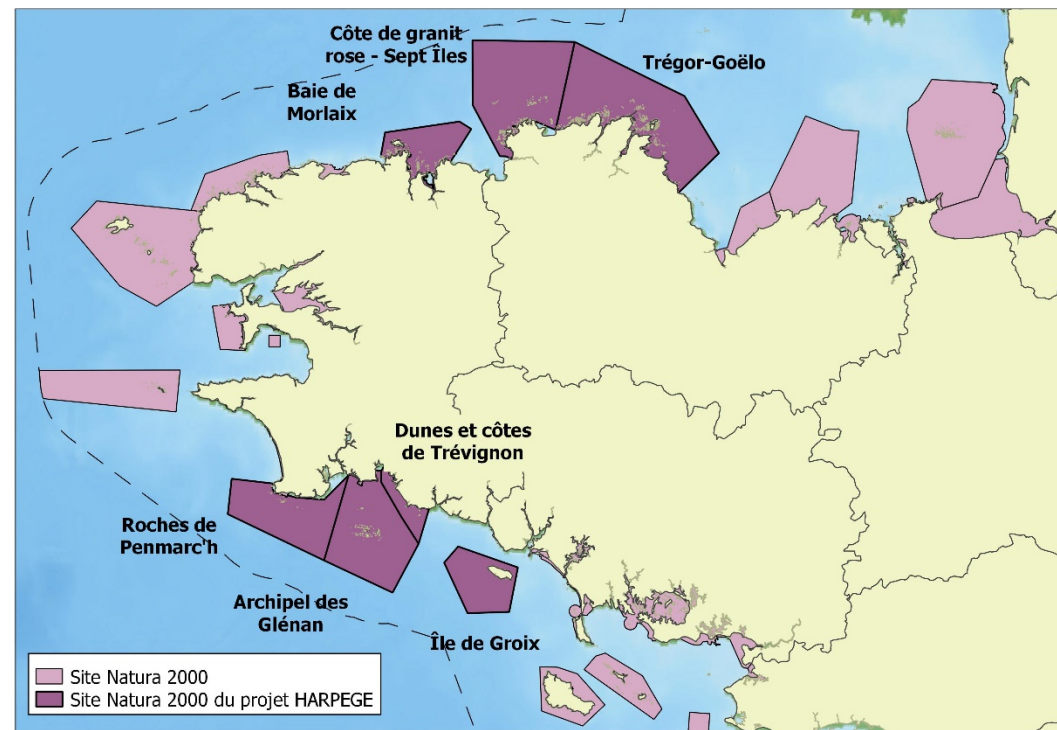 Côte de granit
rose - Sept Îles
Trégor-Goëlo
Baie de
Morlaix
Dunes et côtes
de Trévignon
Roches de
Penmarc'h
Archipel des
Glénan
Île de Groix
Site Natura 2000
Site Natura 2000 du projet HARPEGE